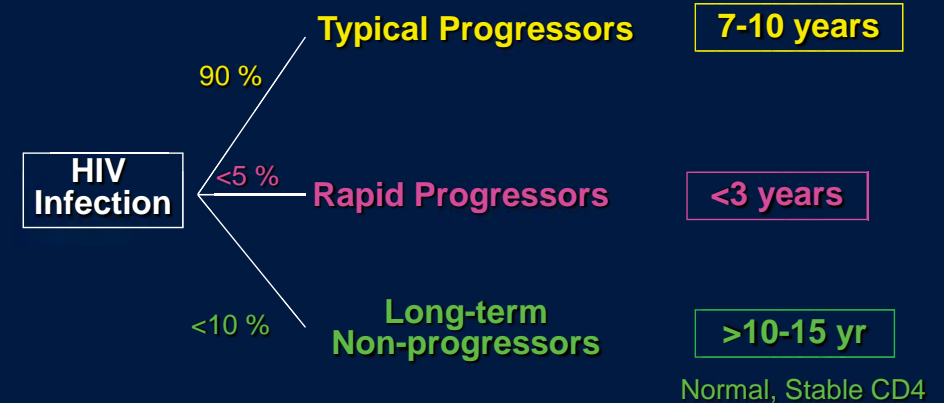 Typical Progressors
7-10 years
90 %
HIV
Infection
<5 %
Rapid Progressors
<3 years
<10 %
Long-term
Non-progressors
>10-15 yr
Normal, Stable CD4